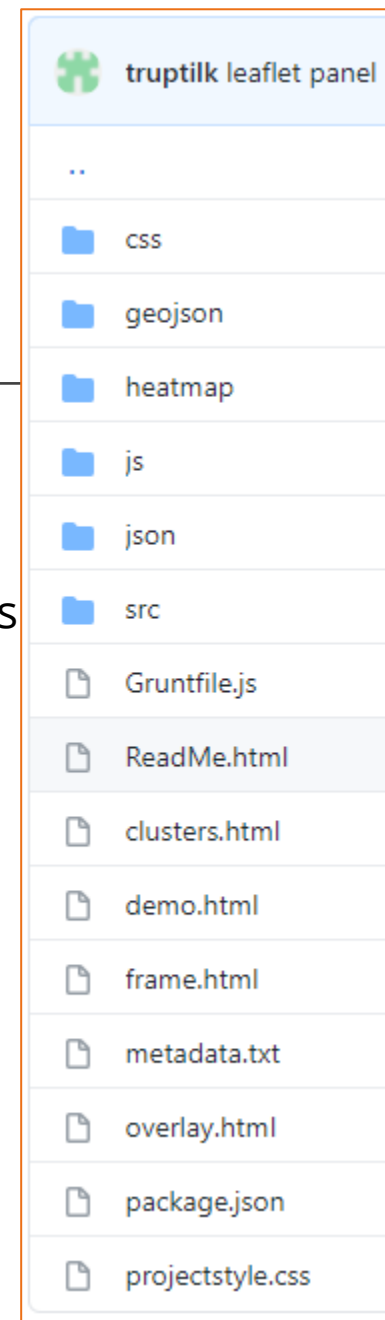 truptilk leaflet panel
..
css
geojson
heatmap
js
json
s
src
Gruntfile.js
ReadMe.html
clusters.html
demo.html
frame.html
metadata.txt
overlay.html
package.json
projectstyle.css